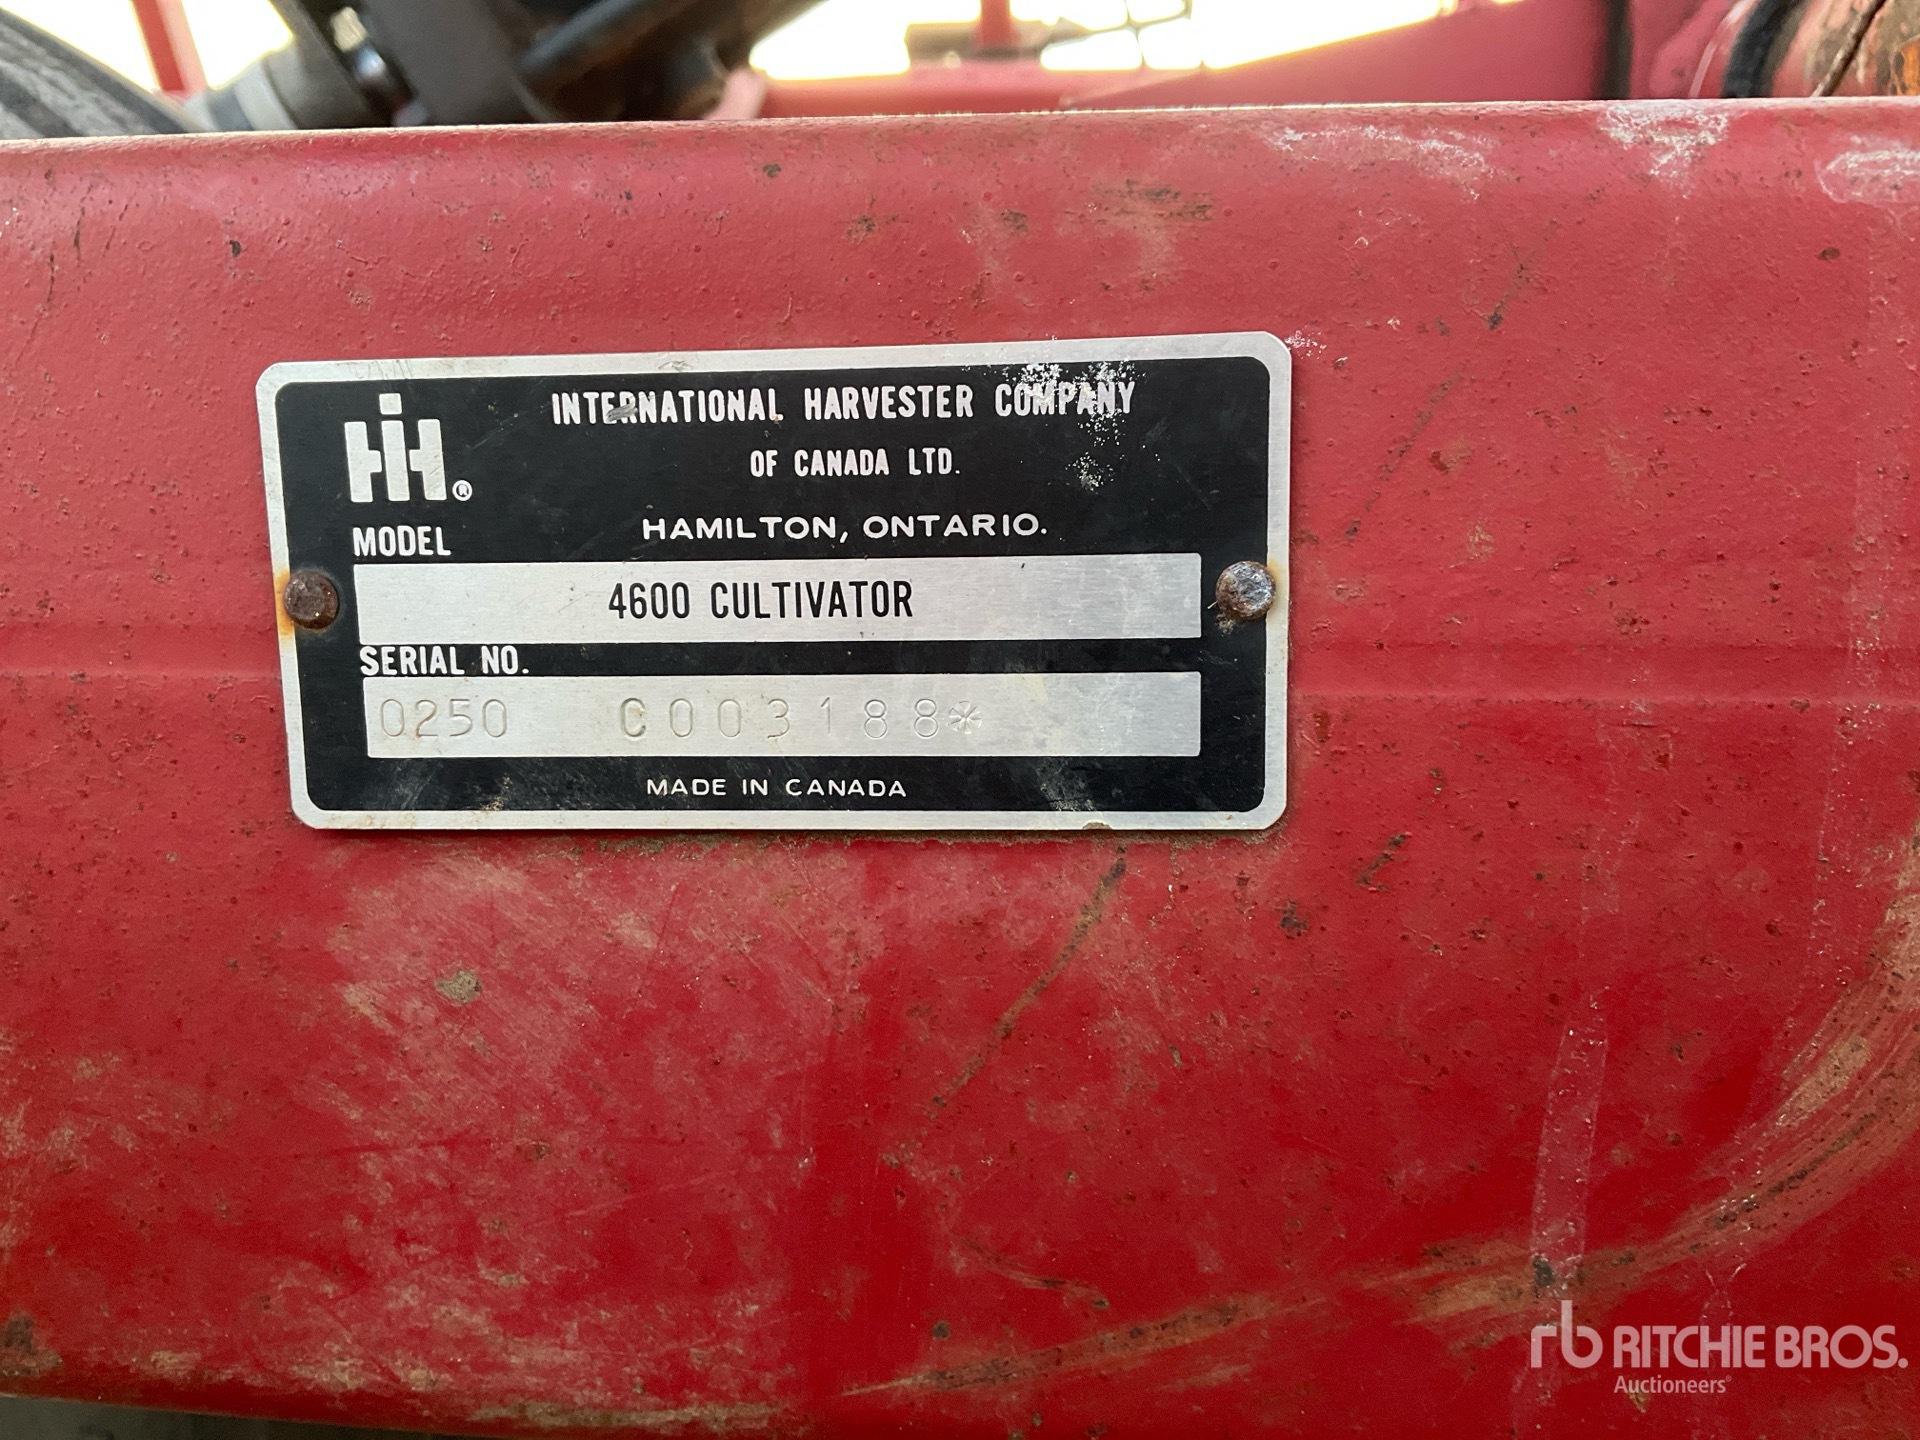 IH®
INTERNATIONAL HARVESTER COMPANY
OF CANADA LTD.
HAMILTON, ONTARIO.
MODEL
4600 CULTIVATOR
SERIAL NO.
0250 C003188*
MADE IN CANADA
rb RITCHIE BROS.
Auctioneers